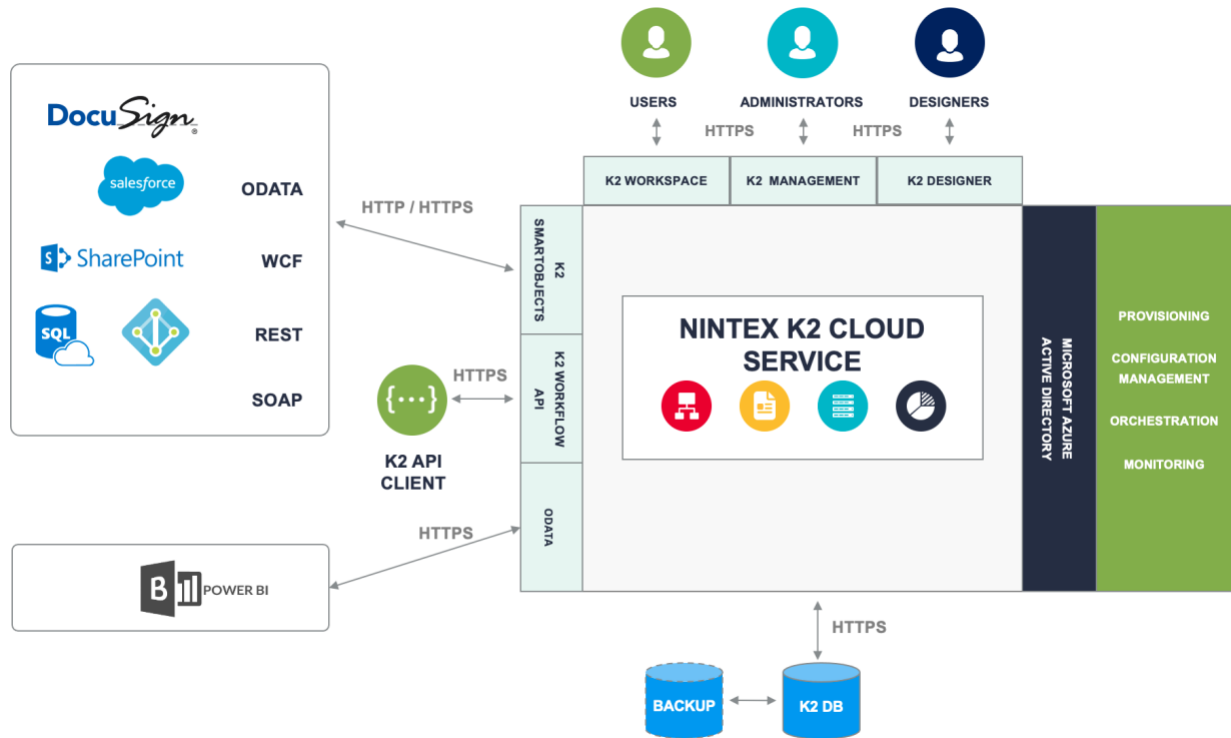 USERS
ADMINISTRATORS
DESIGNERS
HTTPS
HTTPS
K2 WORKSPACE
K2 MANAGEMENT
K2 DESIGNER
DocuSign®
salesforce
ODATA
S
SharePoint
WCF
SQL
REST
SOAP
HTTP / HTTPS
K2
SMARTOBJECTS
HTTPS
{...}
K2 API
CLIENT
K2 WORKFLOW
API
HTTPS
ODATA
B
POWER BI
NINTEX K2 CLOUD
SERVICE
MICROSOFT AZURE
ACTIVE DIRECTORY
PROVISIONING
CONFIGURATION
MANAGEMENT
ORCHESTRATION
MONITORING
HTTPS
BACKUP
K2 DB